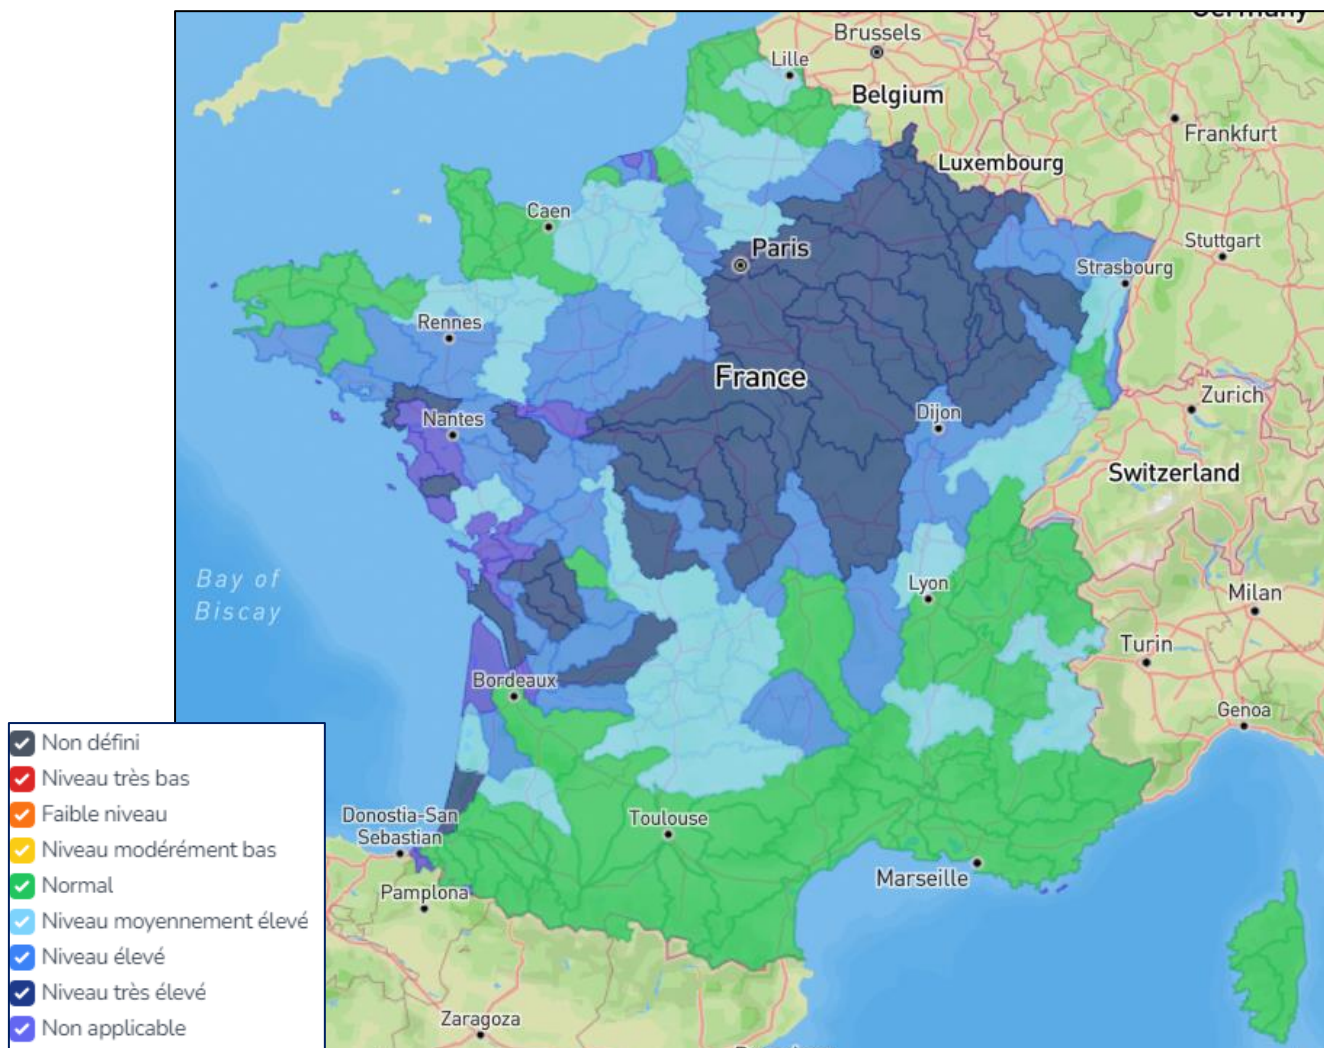 Germany
Brussels
Lille
Belgium
Frankfurt
Luxembourg
Caen
Paris
Stuttgart
Strasbourg
Rennes
France
Zurich
Dijon
Nantes
Switzerland
Bay of
Biscay
Lyon
Milan
Turin
Bordeaux
Genoa
Non défini
Niveau très bas
Faible niveau
Niveau modérément bas
Normal
Niveau moyennement élevé
Niveau élevé
Niveau très élevé
Non applicable
Donostia-San
Sebastian
Toulouse
Marseille
Pamplona
Zaragoza